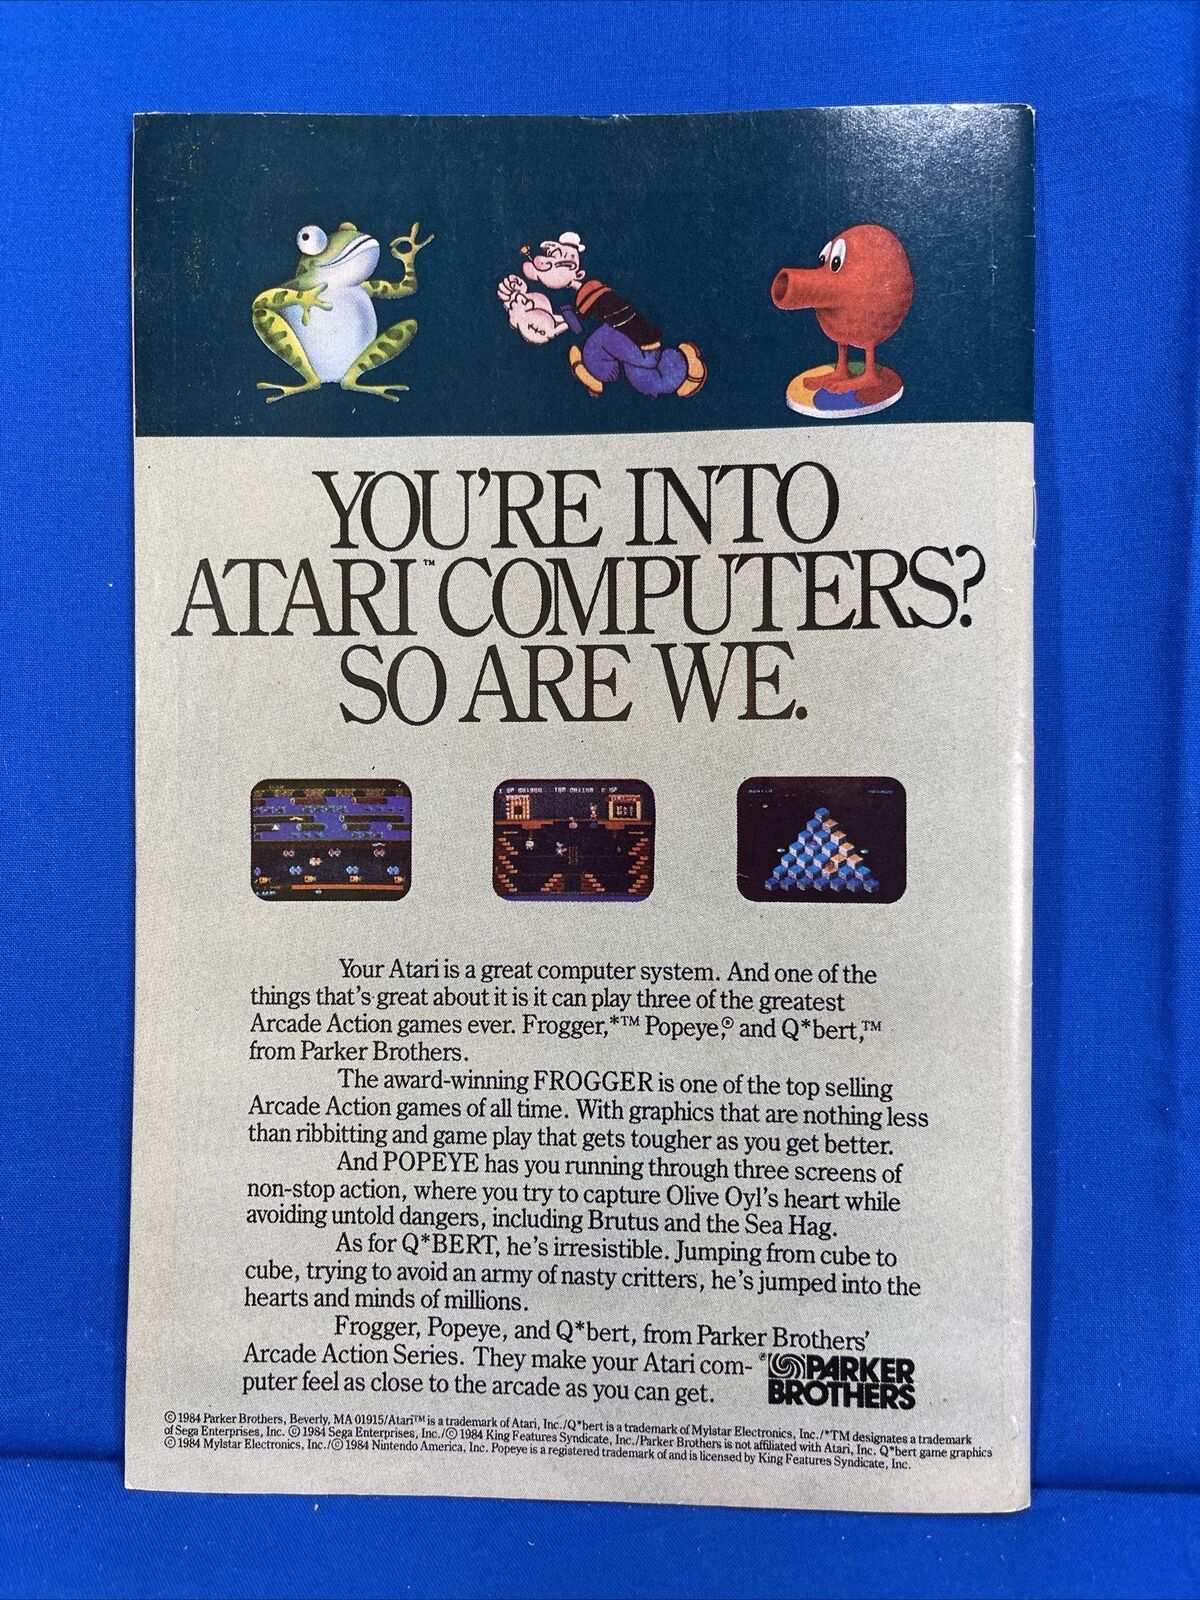 YOU'RE INTO
ATARI™ COMPUTERS?
SO ARE WE.
Your Atari is a great computer system. And one of the
things that's great about it is it can play three of the greatest
Arcade Action games ever. Frogger,*™ Popeye,® and Q*bert,™
from Parker Brothers.
The award-winning FROGGER is one of the top selling
Arcade Action games of all time. With graphics that are nothing less
than ribbitting and game play that gets tougher as you get better.
And POPEYE has you running through three screens of
non-stop action, where you try to capture Olive Oyl's heart while
avoiding untold dangers, including Brutus and the Sea Hag.
As for Q*BERT, he's irresistible. Jumping from cube to
cube, trying to avoid an army of nasty critters, he's jumped into the
hearts and minds of millions.
Frogger, Popeye, and Q*bert, from Parker Brothers'
Arcade Action Series. They make your Atari com-
puter feel as close to the arcade as you can get.
® PARKER
BROTHERS
© 1984 Parker Brothers, Beverly, MA 01915/Atari™ is a trademark of Atari, Inc./Q*bert is a trademark of Mylstar Electronics, Inc./*TM designates a trademark
of Sega Enterprises, Inc. © 1984 Sega Enterprises, Inc./© 1984 King Features Syndicate, Inc./Parker Brothers is not affiliated with Atari, Inc. Q*bert game graphics
© 1984 Mylstar Electronics, Inc./© 1984 Nintendo America, Inc. Popeye is a registered trademark of and is licensed by King Features Syndicate, Inc.